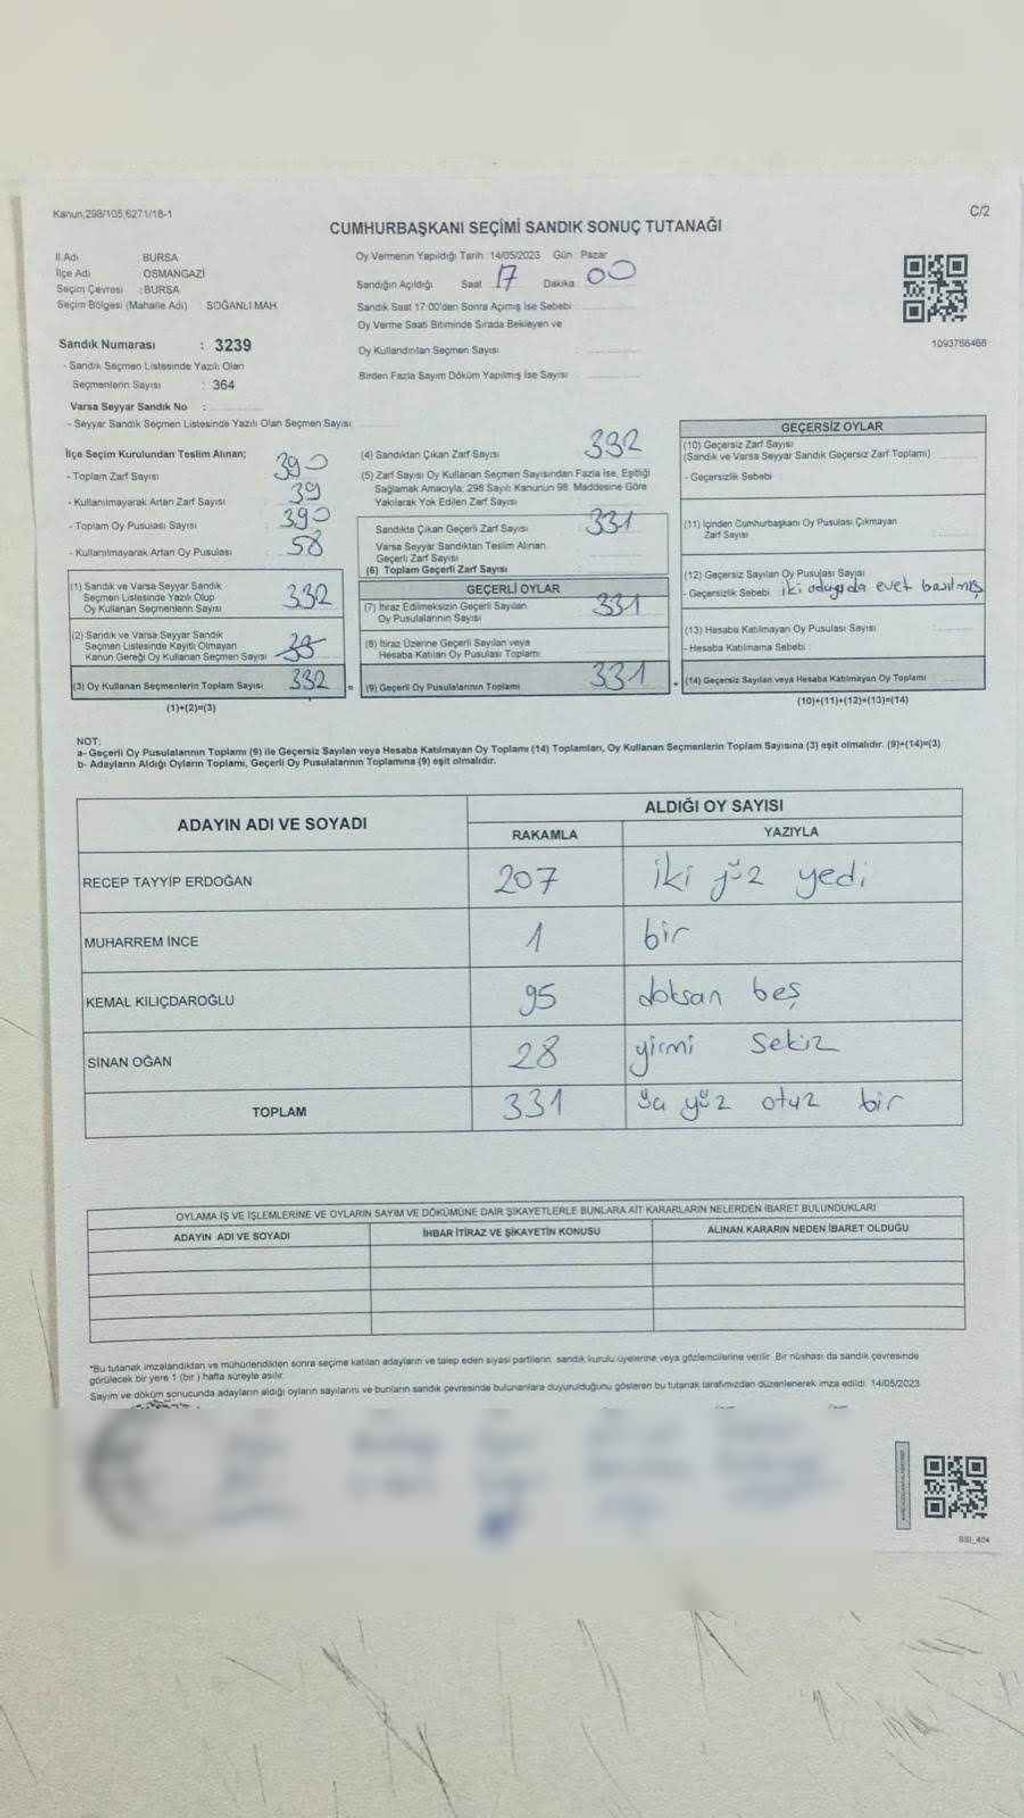 Kanun;298/105,6271/18-1
C/2
CUMHURBAŞKANI SEÇİMİ SANDIK SONUÇ TUTANAĞI
İl Adı BURSA
İlçe Adı OSMANGAZİ
Seçim Çevresi : BURSA
Seçim Bölgesi (Mahalle Adı) SOĞANLI MAH
Sandık Numarası : 3239
- Sandık Seçmen Listesinde Yazılı Olan
Seçmenlerin Sayısı : 364
Varsa Seyyar Sandık No :
- Seyyar Sandık Seçmen Listesinde Yazılı Olan Seçmen Sayısı
Oy Vermenin Yapıldığı Tarih 14/05/2023 Gün Pazar
Sandığın Açıldığı Saat 17 Dakika 00
Sandık Saat 17:00'den Sonra Açımış İse Sebebi
Oy Verme Saati Bitiminde Sırada Bekleyen ve
Oy Kullandırılan Seçmen Sayısı
Birden Fazla Sayım Döküm Yapılmış İse Sayısı
1093786468
İlçe Seçim Kurulundan Teslim Alınan;
- Toplam Zarf Sayısı 390
- Kullanılmayarak Artan Zarf Sayısı 39
- Toplam Oy Pusulası Sayısı 390
- Kullanılmayarak Artan Oy Pusulası 58
(1) Sandık ve Varsa Seyyar Sandık
Seçmen Listesinde Yazılı Olup
Oy Kullanan Seçmenlerin Sayısı 332
(2) Sandık ve Varsa Seyyar Sandık
Seçmen Listesinde Kayıtlı Olmayan
Kanun Gereği Oy Kullanan Seçmen Sayısı
(3) Oy Kullanan Seçmenlerin Toplam Sayısı 332 =
(1)+(2)=(3)
(4) Sandıktan Çıkan Zarf Sayısı 332
(5) Zarf Sayısı Oy Kullanan Seçmen Sayısından Fazla İse, Eşitliği
Sağlamak Amacıyla; 298 Sayılı Kanunun 98. Maddesine Göre
Yakılarak Yok Edilen Zarf Sayısı
Sandıkta Çıkan Geçerli Zarf Sayısı 331
Varsa Seyyar Sandıktan Teslim Alınan
Geçerli Zarf Sayısı
(6) Toplam Geçerli Zarf Sayısı
GEÇERLİ OYLAR
(7) İtiraz Edilmeksizin Geçerli Sayılan
Oy Pusulalarının Sayısı 331
(8) İtiraz Üzerine Geçerli Sayılan veya
Hesaba Katılan Oy Pusulası Toplamı
(9) Geçerli Oy Pusulalarının Toplamı 331 +
GEÇERSİZ OYLAR
(10) Geçersiz Zarf Sayısı
(Sandık ve Varsa Seyyar Sandık Geçersiz Zarf Toplamı)
- Geçersizlik Sebebi
(11) İçinden Cumhurbaşkanı Oy Pusulası Çıkmayan
Zarf Sayısı
(12) Geçersiz Sayılan Oy Pusulası Sayısı
- Geçersizlik Sebebi iki adaya da evet basılmış
(13) Hesaba Katılmayan Oy Pusulası Sayısı
- Hesaba Katılmama Sebebi :
(14) Geçersiz Sayılan veya Hesaba Katılmayan Oy Toplamı
(10)+(11)+(12)+(13)=(14)
NOT:
a- Geçerli Oy Pusulalarının Toplamı (9) ile Geçersiz Sayılan veya Hesaba Katılmayan Oy Toplamı (14) Toplamları, Oy Kullanan Seçmenlerin Toplam Sayısına (3) eşit olmalıdır. (9)+(14)=(3)
b- Adayların Aldığı Oyların Toplamı, Geçerli Oy Pusulalarının Toplamına (9) eşit olmalıdır.
ADAYIN ADI VE SOYADI
ALDIĞI OY SAYISI
RAKAMLA YAZIYLA
RECEP TAYYİP ERDOĞAN 207 iki yüz yedi
MUHARREM İNCE 1 bir
KEMAL KILIÇDAROĞLU 95 doksan beş
SİNAN OĞAN 28 yirmi sekiz
TOPLAM 331 yüz otuz bir
OYLAMA İŞ VE İŞLEMLERİNE VE OYLARIN SAYIM VE DÖKÜMÜNE DAİR ŞİKAYETLERLE BUNLARA AİT KARARLARIN NELERDEN İBARET BULUNDUKLARI
ADAYIN ADI VE SOYADI İHBAR İTİRAZ VE ŞİKAYETİN KONUSU ALINAN KARARIN NEDEN İBARET OLDUĞU
*Bu tutanak imzalandıktan ve mühürlendikten sonra seçime katılan adayların ve talep eden siyasi partilerin sandık kurulu üyelerine veya gözlemcilerine verilir. Bir nüshası da sandık çevresinde
görülecek bir yere 1 (bir) hafta süreyle asılır.
Sayım ve döküm sonucunda adayların aldığı oyların sayılarını ve bunların sandık çevresinde bulunanlara duyurulduğunu gösteren bu tutanak tarafımızdan düzenlenerek imza edildi. 14/05/2023